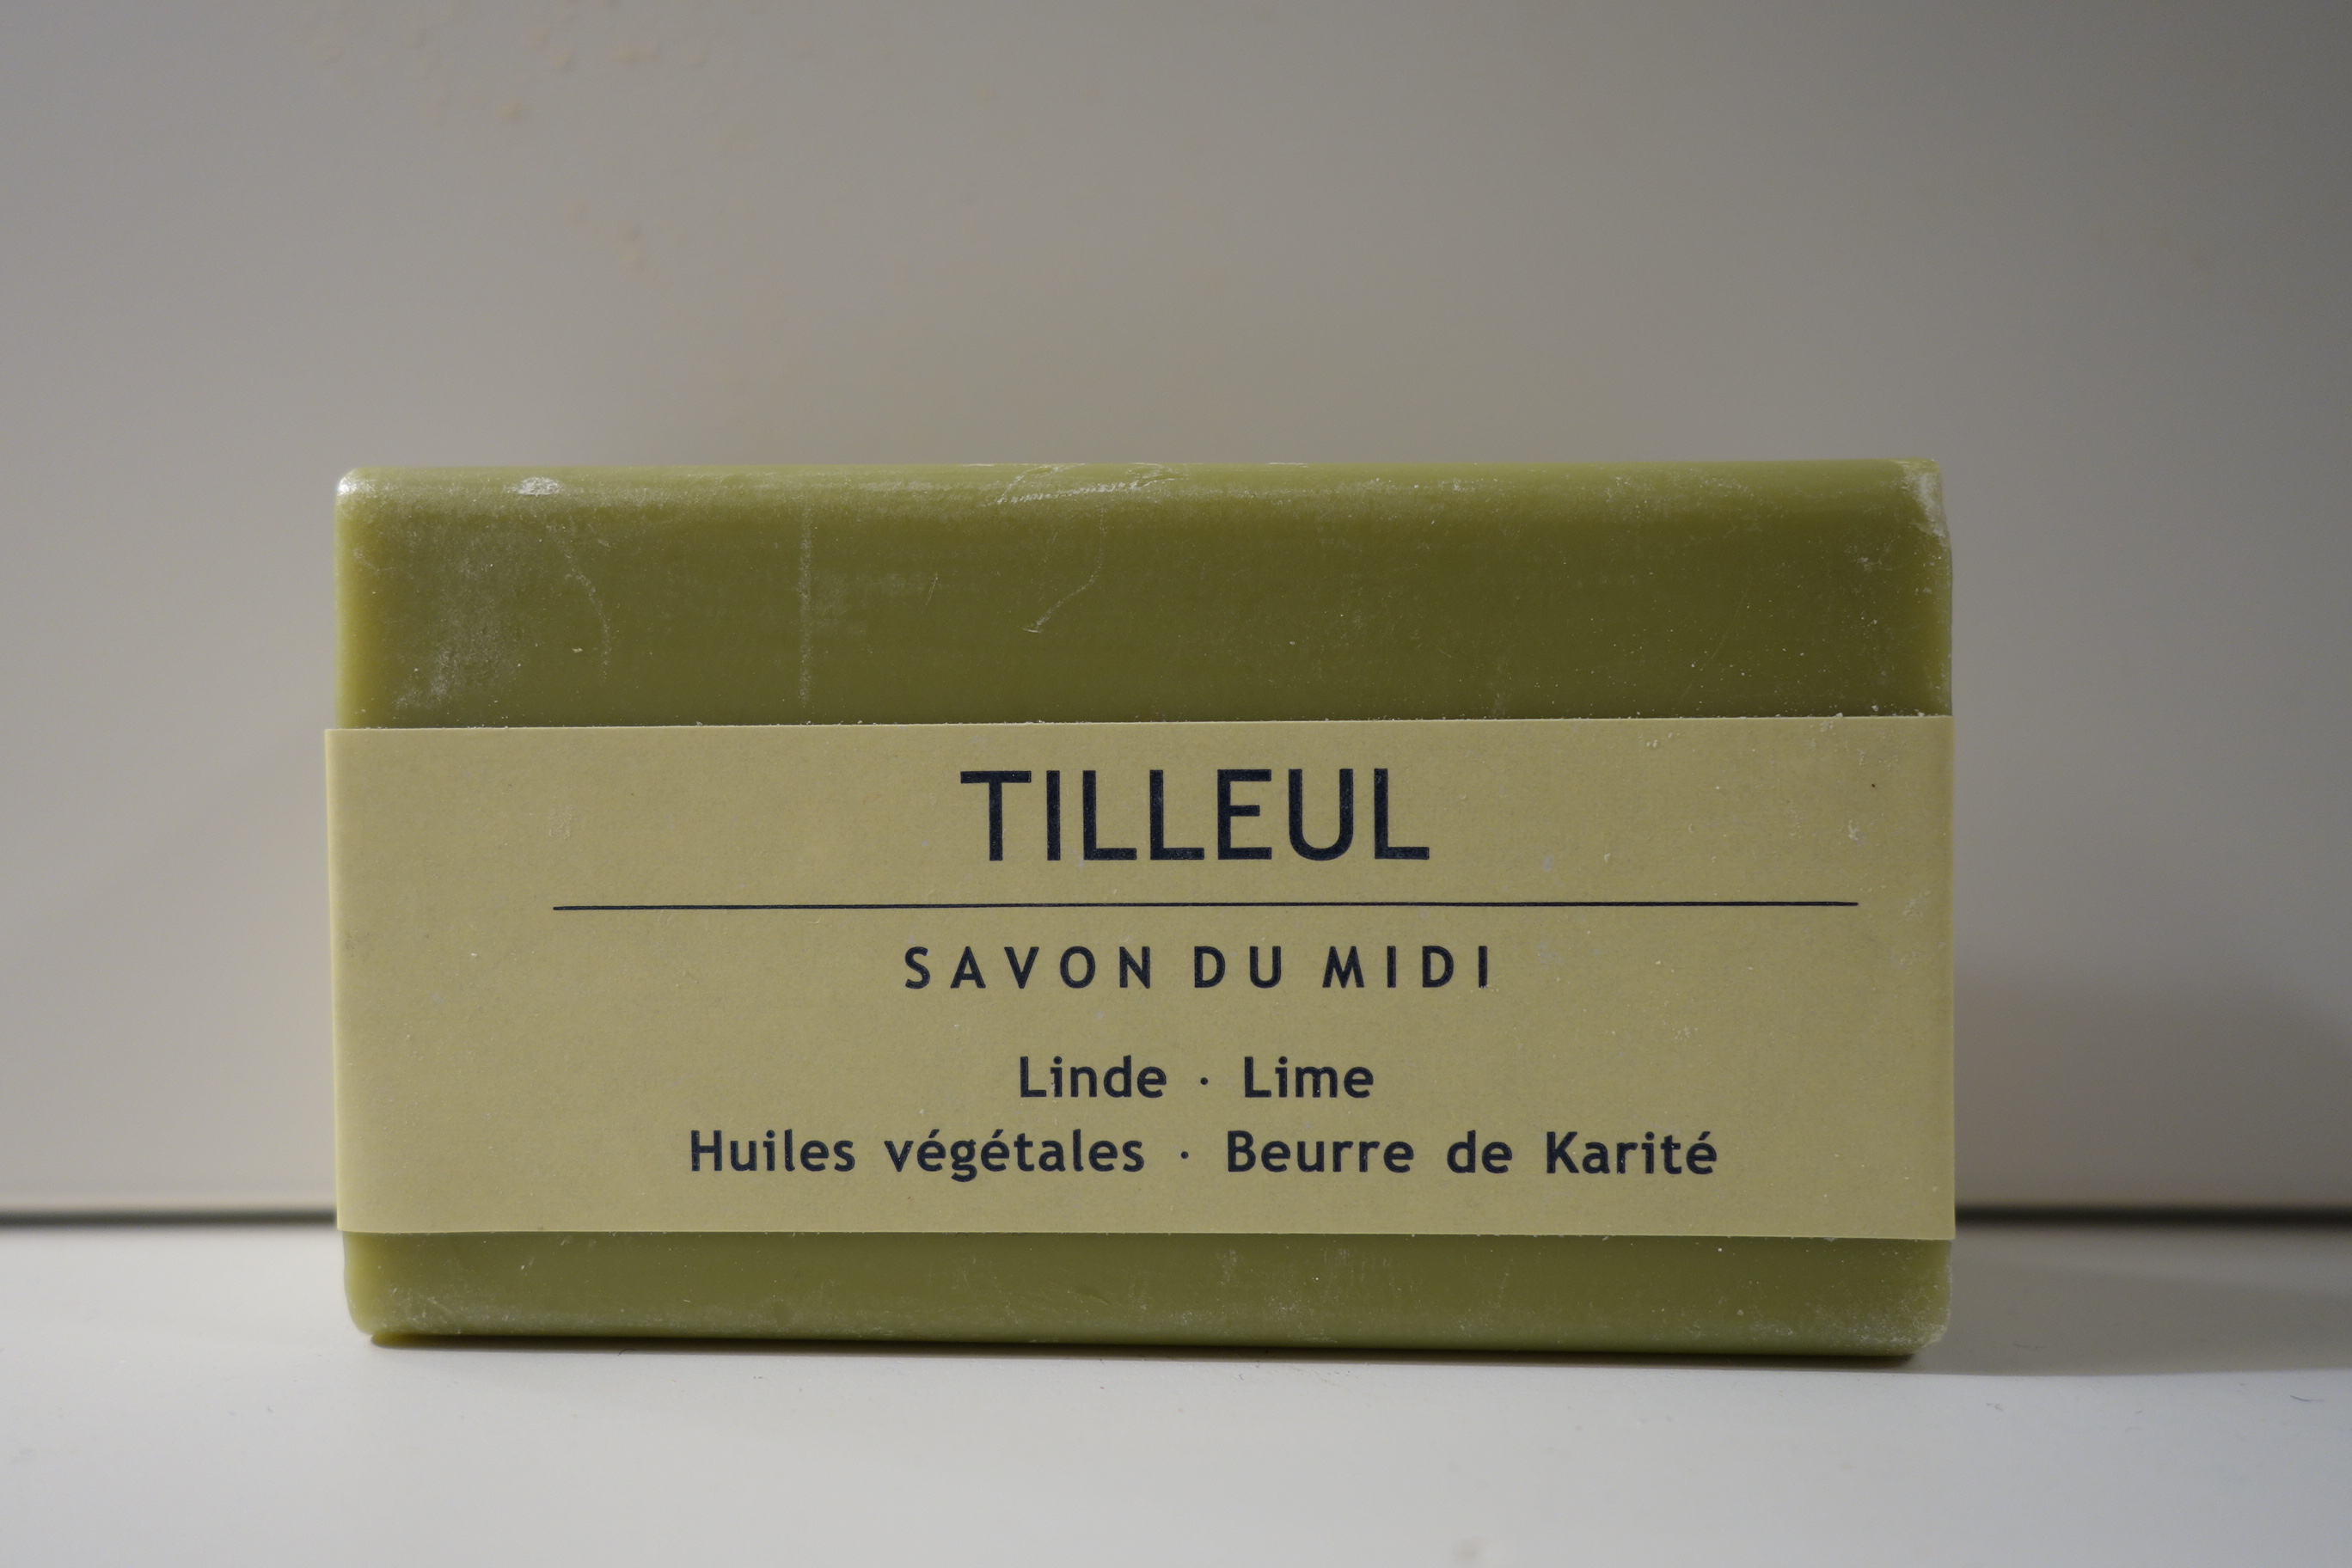 TILLEUL
SAVON DU MIDI
Linde · Lime
Huiles végétales · Beurre de Karité